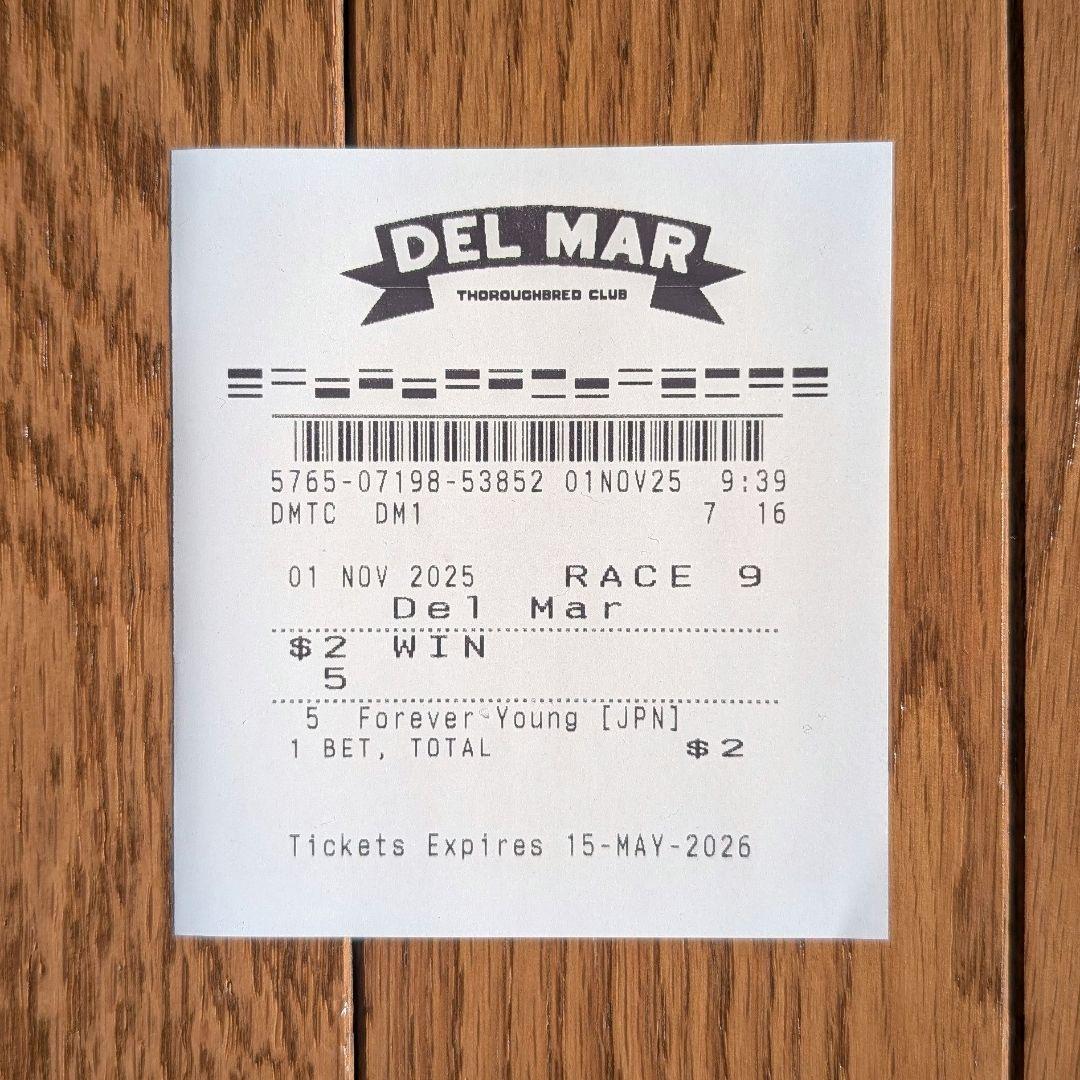 DEL MAR
THOROUGHBRED CLUB
5765-07198-53852 01NOV25 9:39
DMTC DM1 7 16
01 NOV 2025 RACE 9
Del Mar
$2 WIN
5
5 Forever Young [JPN]
1 BET, TOTAL $2
Tickets Expires 15-MAY-2026